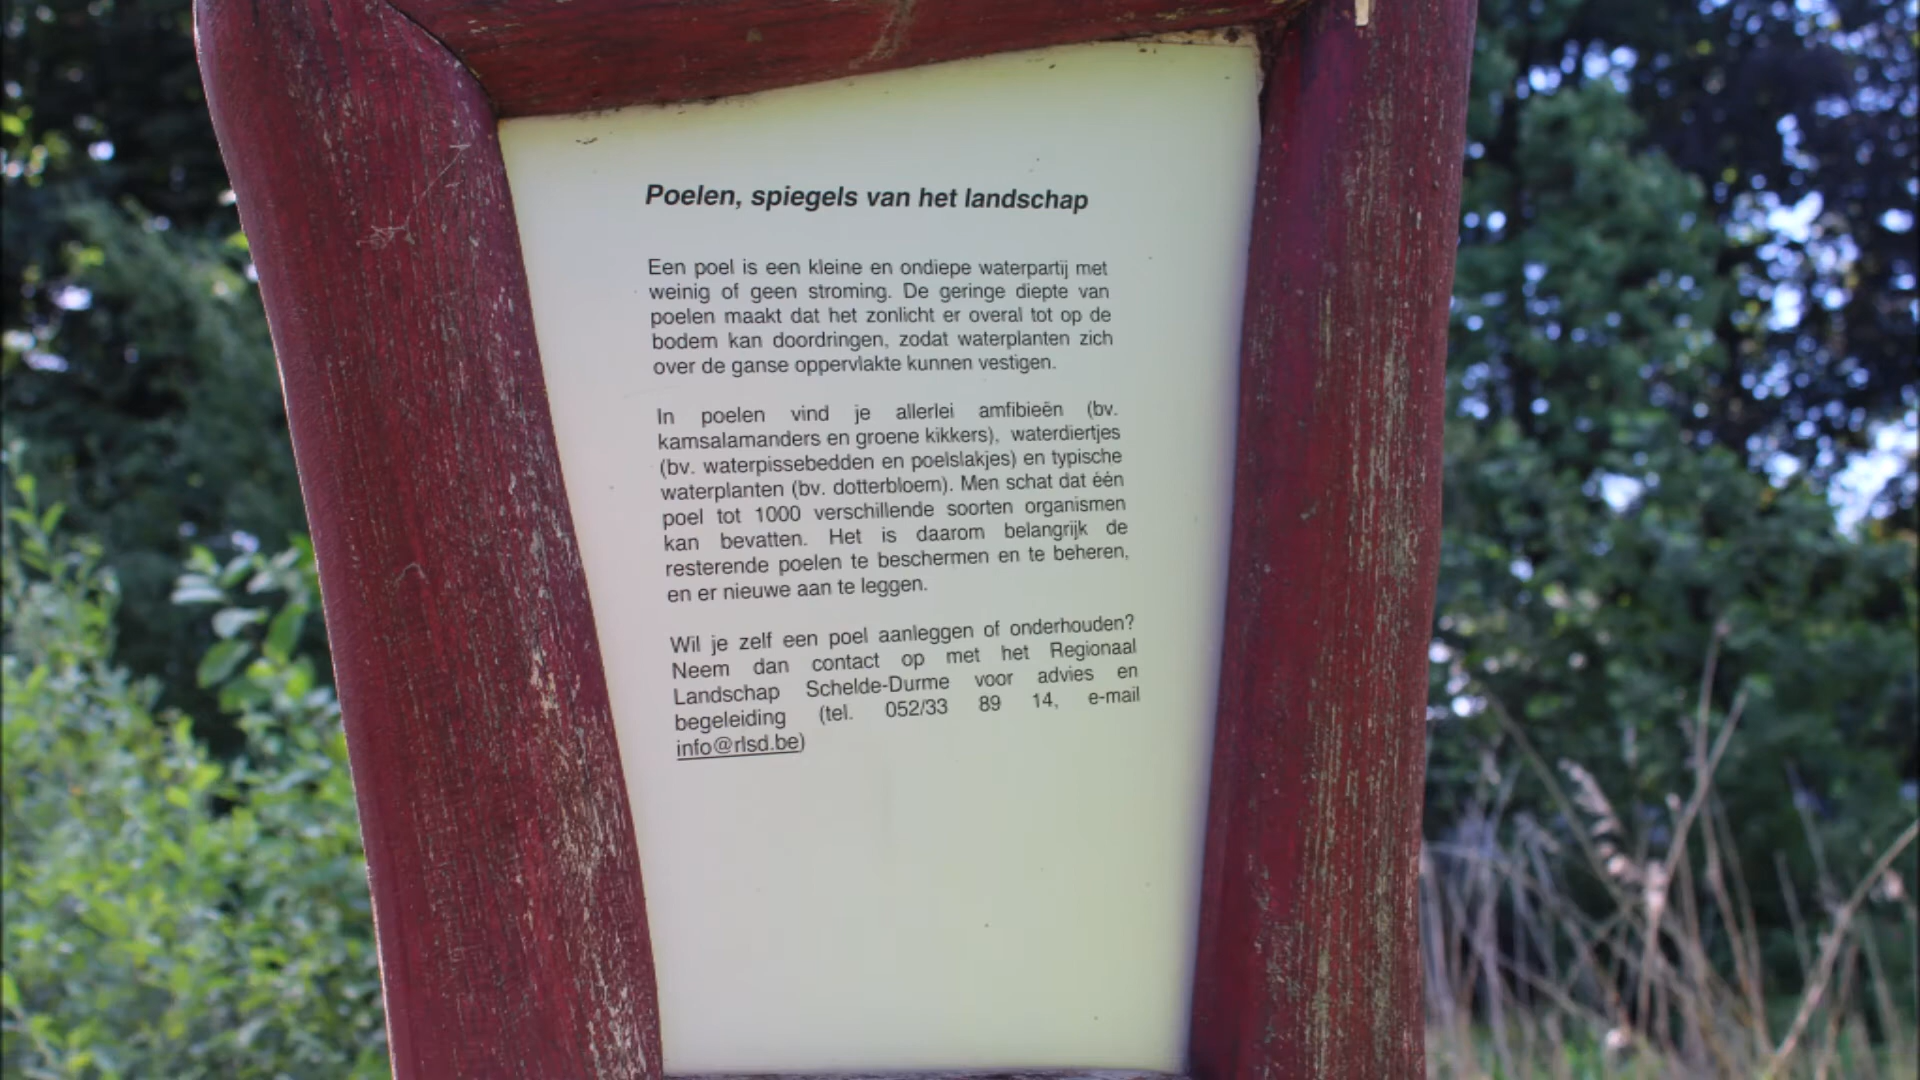 Poelen, spiegels van het landschap
Een poel is een kleine en ondiepe waterpartij met
weinig of geen stroming. De geringe diepte van
poelen maakt dat het zonlicht er overal tot op de
bodem kan doordringen, zodat waterplanten zich
over de ganse oppervlakte kunnen vestigen.
In poelen vind je allerlei amfibieën (bv.
kamsalamanders en groene kikkers), waterdiertjes
(bv. waterpissebedden en poelslakjes) en typische
waterplanten (bv. dotterbloem). Men schat dat één
poel tot 1000 verschillende soorten organismen
kan bevatten. Het is daarom belangrijk de
resterende poelen te beschermen en te beheren,
en er nieuwe aan te leggen.
Wil je zelf een poel aanleggen of onderhouden?
Neem dan contact op met het Regionaal
Landschap Schelde-Durme voor advies en
begeleiding (tel. 052/33 89 14, e-mail
info@rlsd.be)